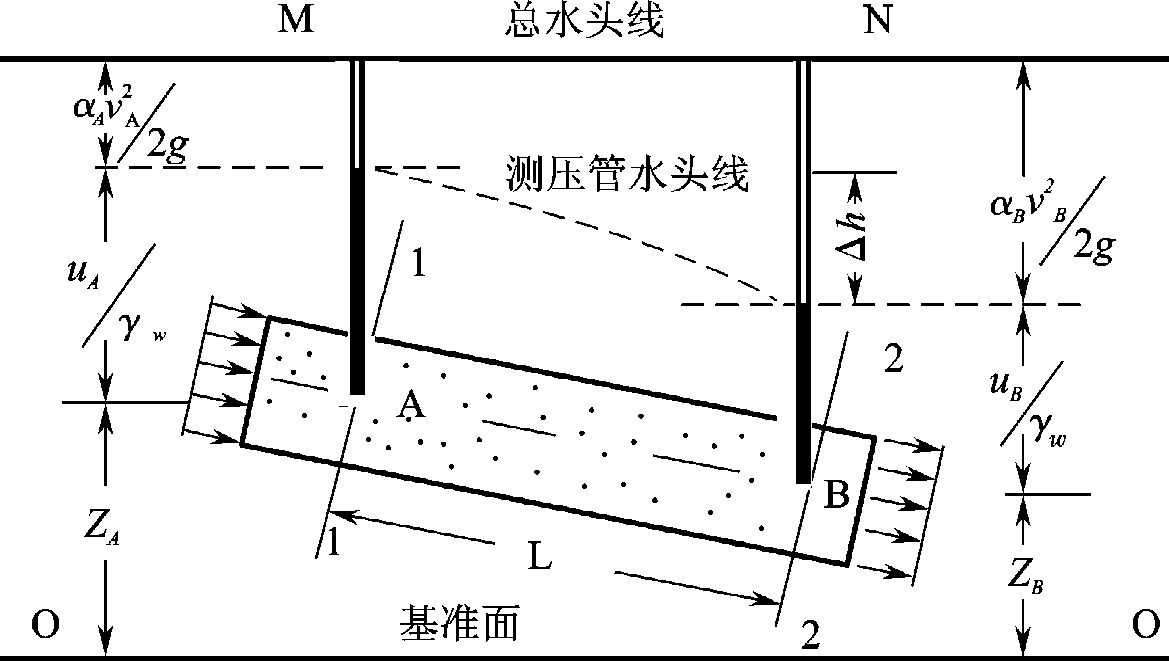 M 总水头线 N
α_A v_A^2/2g
测压管水头线
α_B v_B^2/2g
Δh
1
u_A/γ_w
2
u_B/γ_w
A
B
Z_A
1
L
Z_B
O 基准面 O
2